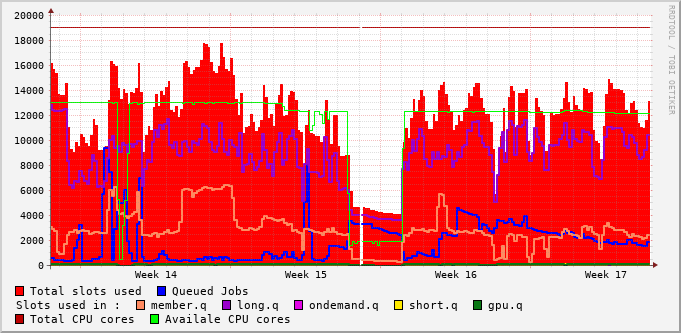 20000
18000
16000
14000
12000
10000
8000
6000
4000
2000
0
Week 14 Week 15 Week 16 Week 17
RRDTOOL / TOBI OETIKER
Total slots used Queued Jobs
Slots used in : member.q long.q ondemand.q short.q gpu.q
Total CPU cores Availale CPU cores